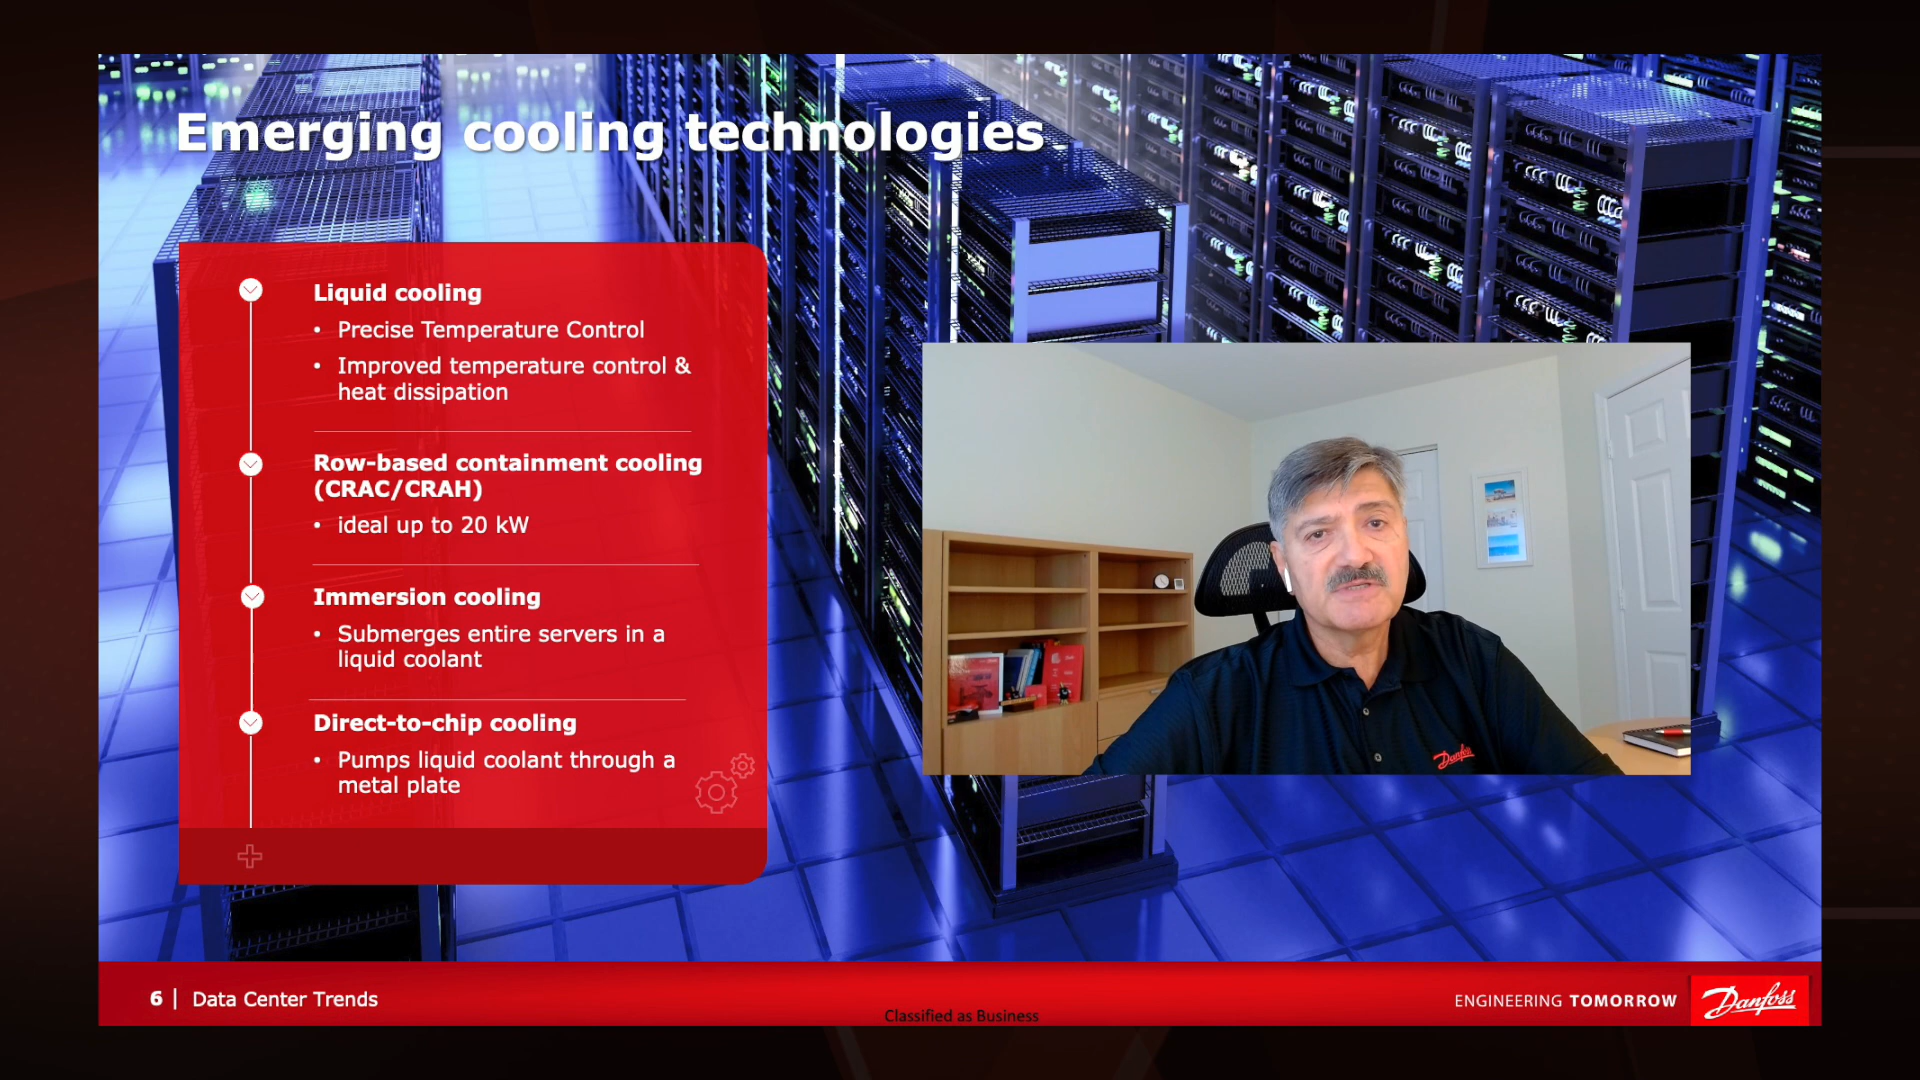 Emerging cooling technologies
Liquid cooling
• Precise Temperature Control
• Improved temperature control &
heat dissipation
Row-based containment cooling
(CRAC/CRAH)
• ideal up to 20 kW
Immersion cooling
• Submerges entire servers in a
liquid coolant
Direct-to-chip cooling
• Pumps liquid coolant through a
metal plate
Danfoss
6 | Data Center Trends
Classified as Business
ENGINEERING TOMORROW
Danfoss